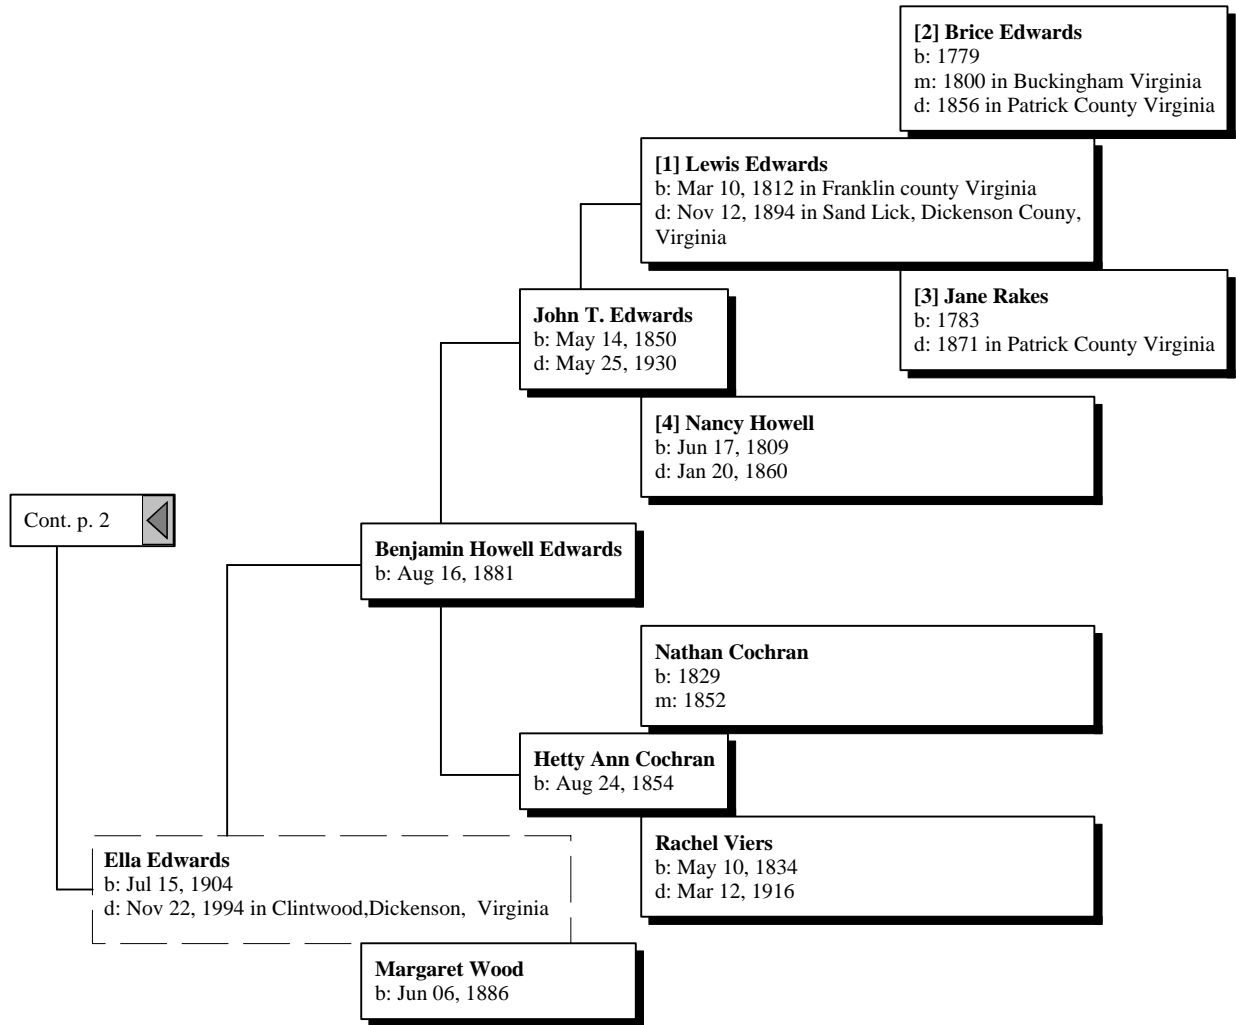 [2] Brice Edwards
b: 1779
m: 1800 in Buckingham Virginia
d: 1856 in Patrick County Virginia
[1] Lewis Edwards
b: Mar 10, 1812 in Franklin county Virginia
d: Nov 12, 1894 in Sand Lick, Dickenson Couny,
Virginia
[3] Jane Rakes
b: 1783
d: 1871 in Patrick County Virginia
John T. Edwards
b: May 14, 1850
d: May 25, 1930
[4] Nancy Howell
b: Jun 17, 1809
d: Jan 20, 1860
Cont. p. 2
Benjamin Howell Edwards
b: Aug 16, 1881
Nathan Cochran
b: 1829
m: 1852
Hetty Ann Cochran
b: Aug 24, 1854
Rachel Viers
b: May 10, 1834
d: Mar 12, 1916
Ella Edwards
b: Jul 15, 1904
d: Nov 22, 1994 in Clintwood,Dickenson,  Virginia
Margaret Wood
b: Jun 06, 1886